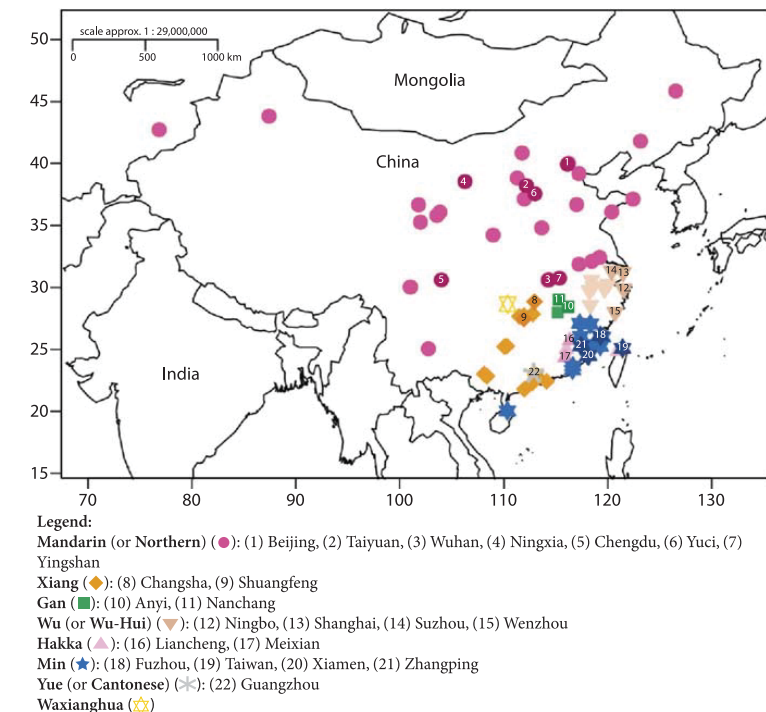 50
scale approx. 1 : 29,000,000
0 500 1000 km
Mongolia
45
1
40
China
4
2
6
35
5
3 7
14 13
30
12
8
11
10
9
15
18
16
21
19
25
17
20
India
22
20
15
70 80 90 100 110 120 130
Legend:
Mandarin (or Northern) (●): (1) Beijing, (2) Taiyuan, (3) Wuhan, (4) Ningxia, (5) Chengdu, (6) Yuci, (7)
Yingshan
Xiang (◆): (8) Changsha, (9) Shuangfeng
Gan (■): (10) Anyi, (11) Nanchang
Wu (or Wu-Hui) (▼): (12) Ningbo, (13) Shanghai, (14) Suzhou, (15) Wenzhou
Hakka (▲): (16) Liancheng, (17) Meixian
Min (★): (18) Fuzhou, (19) Taiwan, (20) Xiamen, (21) Zhangping
Yue (or Cantonese) (✳): (22) Guangzhou
Waxianghua (✡)